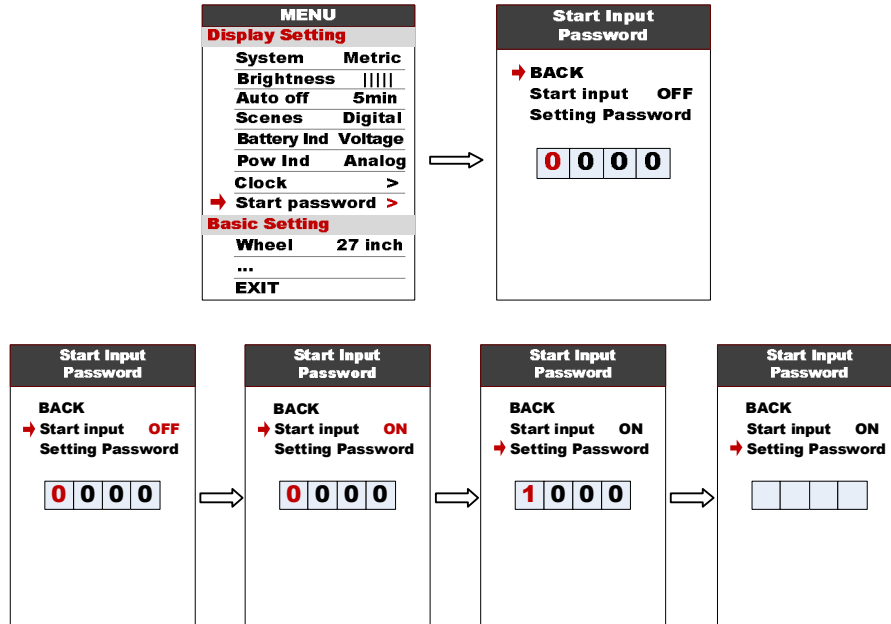 MENU
Display Setting
System Metric
Brightness |||||
Auto off 5min
Scenes Digital
Battery Ind Voltage
Pow Ind Analog
Clock >
Start password >
Basic Setting
Wheel 27 inch
...
EXIT
Start Input
Password
BACK
Start input OFF
Setting Password
0 0 0 0
Start Input
Password
BACK
Start input OFF
Setting Password
0 0 0 0
Start Input
Password
BACK
Start input ON
Setting Password
0 0 0 0
Start Input
Password
BACK
Start input ON
Setting Password
1 0 0 0
Start Input
Password
BACK
Start input ON
Setting Password